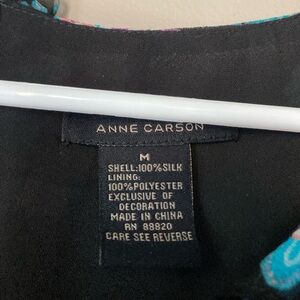 ANNE CARSON
M
SHELL:100%SILK
LINING:
100%POLYESTER
EXCLUSIVE OF
DECORATION
MADE IN CHINA
RN 88820
CARE SEE REVERSE